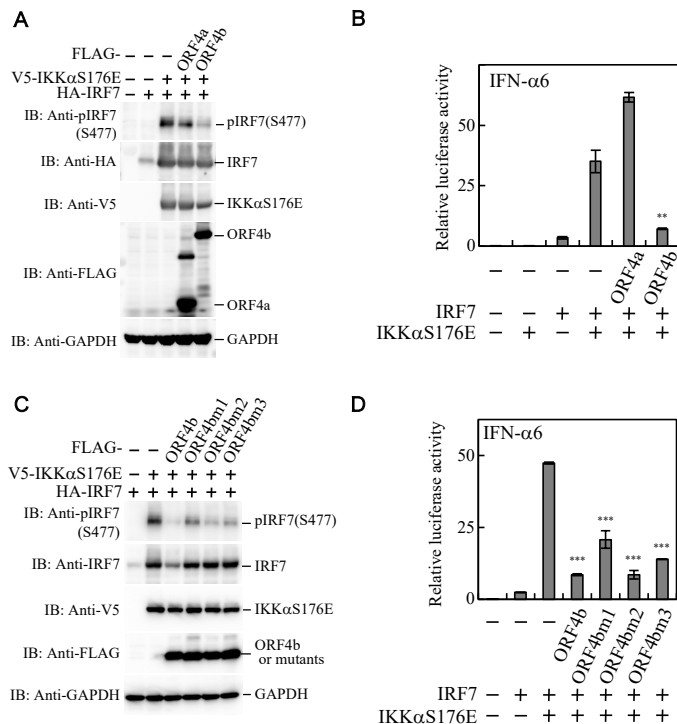 A
FLAG- − − − ORF4a ORF4b
V5-IKKαS176E − − + + +
HA-IRF7 − + + + +
IB: Anti-pIRF7 (S477) pIRF7(S477)
IB: Anti-HA IRF7
IB: Anti-V5 IKKαS176E
IB: Anti-FLAG ORF4b
ORF4a
IB: Anti-GAPDH GAPDH
B
IFN-α6
Relative luciferase activity
50
25
0
**
− − − − ORF4a ORF4b
− − + + + + IRF7
− + − + + + IKKαS176E
C
FLAG- − − ORF4b ORF4bm1 ORF4bm2 ORF4bm3
V5-IKKαS176E − + + + + +
HA-IRF7 + + + + + +
IB: Anti-pIRF7 (S477) pIRF7(S477)
IB: Anti-IRF7 IRF7
IB: Anti-V5 IKKαS176E
IB: Anti-FLAG ORF4b or mutants
IB: Anti-GAPDH GAPDH
D
IFN-α6
Relative luciferase activity
50
25
0
*** *** *** ***
− − − ORF4b ORF4bm1 ORF4bm2 ORF4bm3
IRF7 − + + + + + +
IKKαS176E − − + + + + +